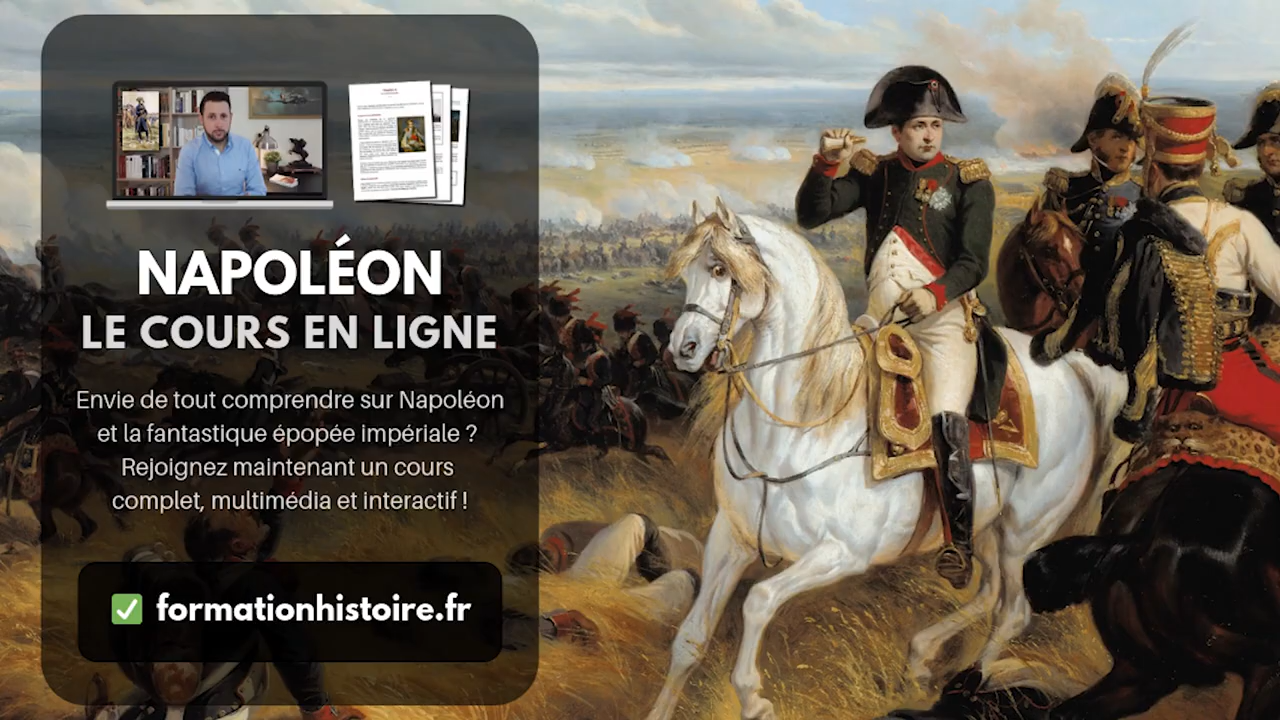 NAPOLÉON
LE COURS EN LIGNE
Envie de tout comprendre sur Napoléon
et la fantastique épopée impériale ?
Rejoignez maintenant un cours
complet, multimédia et interactif !
✅ formationhistoire.fr